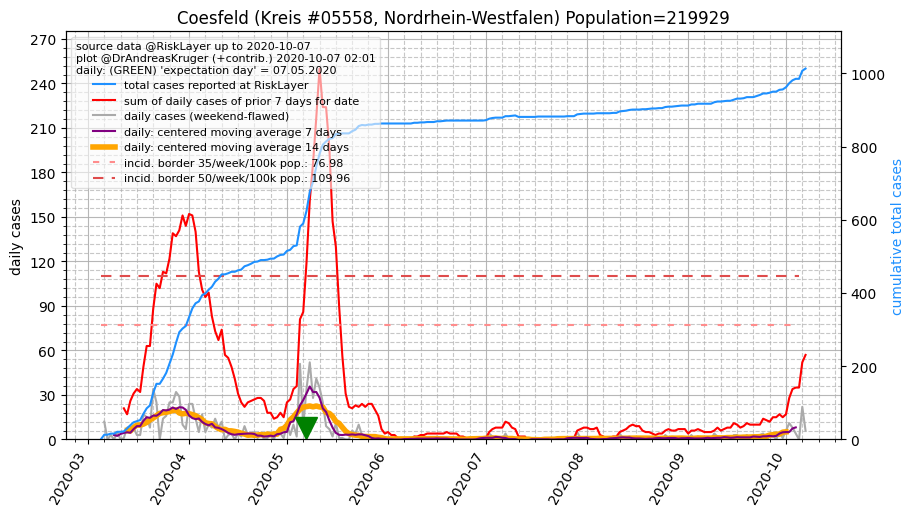 Coesfeld (Kreis #05558, Nordrhein-Westfalen) Population=219929
source data @RiskLayer up to 2020-10-07
plot @DrAndreasKruger (+contrib.) 2020-10-07 02:01
daily: (GREEN) 'expectation day' = 07.05.2020
total cases reported at RiskLayer
sum of daily cases of prior 7 days for date
daily cases (weekend-flawed)
daily: centered moving average 7 days
daily: centered moving average 14 days
incid. border 35/week/100k pop.: 76.98
incid. border 50/week/100k pop.: 109.96
daily cases
270
240
210
180
150
120
90
60
30
0
cumulative total cases
1000
800
600
400
200
0
2020-03
2020-04
2020-05
2020-06
2020-07
2020-08
2020-09
2020-10